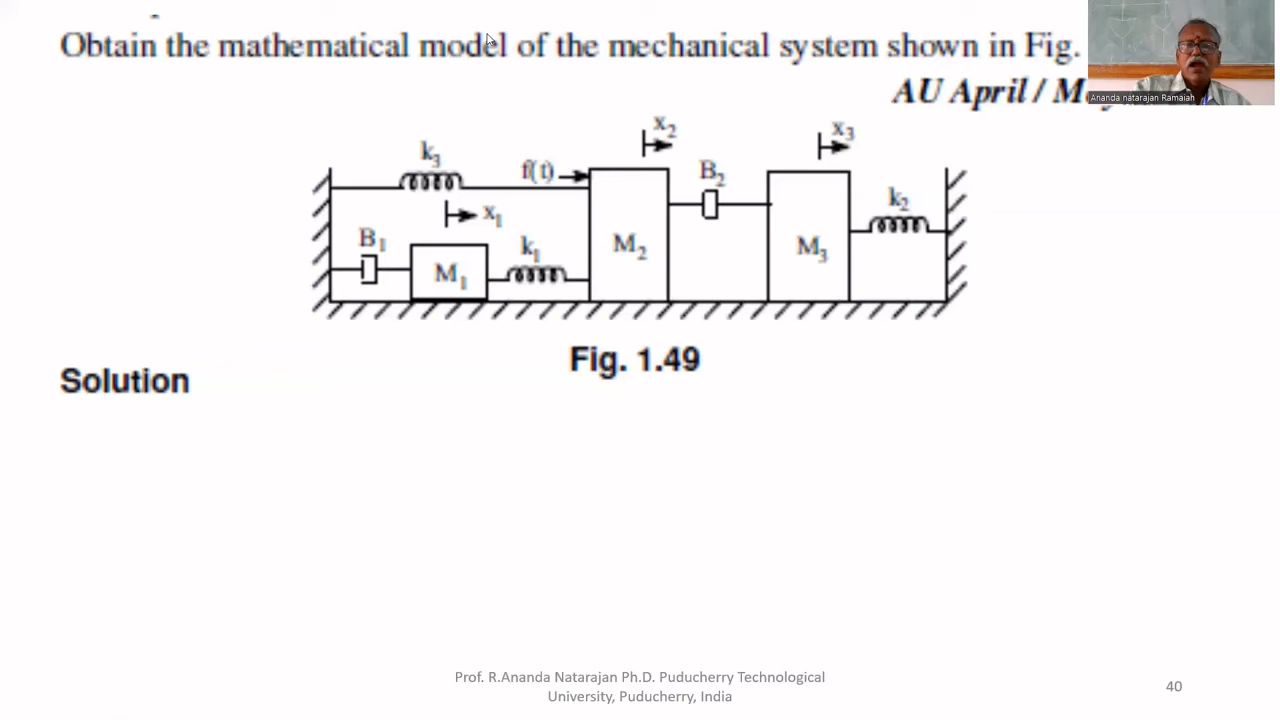 Obtain the mathematical model of the mechanical system shown in Fig.
AU April / M
Ananda natarajan Ramaiah
x₂
x₃
k₃
f(t)
B₂
k₂
x₁
B₁
k₁
M₁
M₂
M₃
Fig. 1.49
Solution
Prof. R.Ananda Natarajan Ph.D. Puducherry Technological
University, Puducherry, India
40